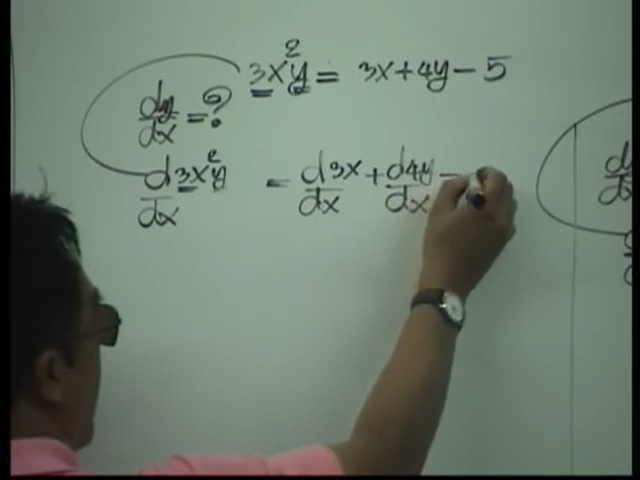 3x²y = 3x+4y-5
dy/dx = ?
d/dx 3x²y = d/dx 3x + d/dx 4y -